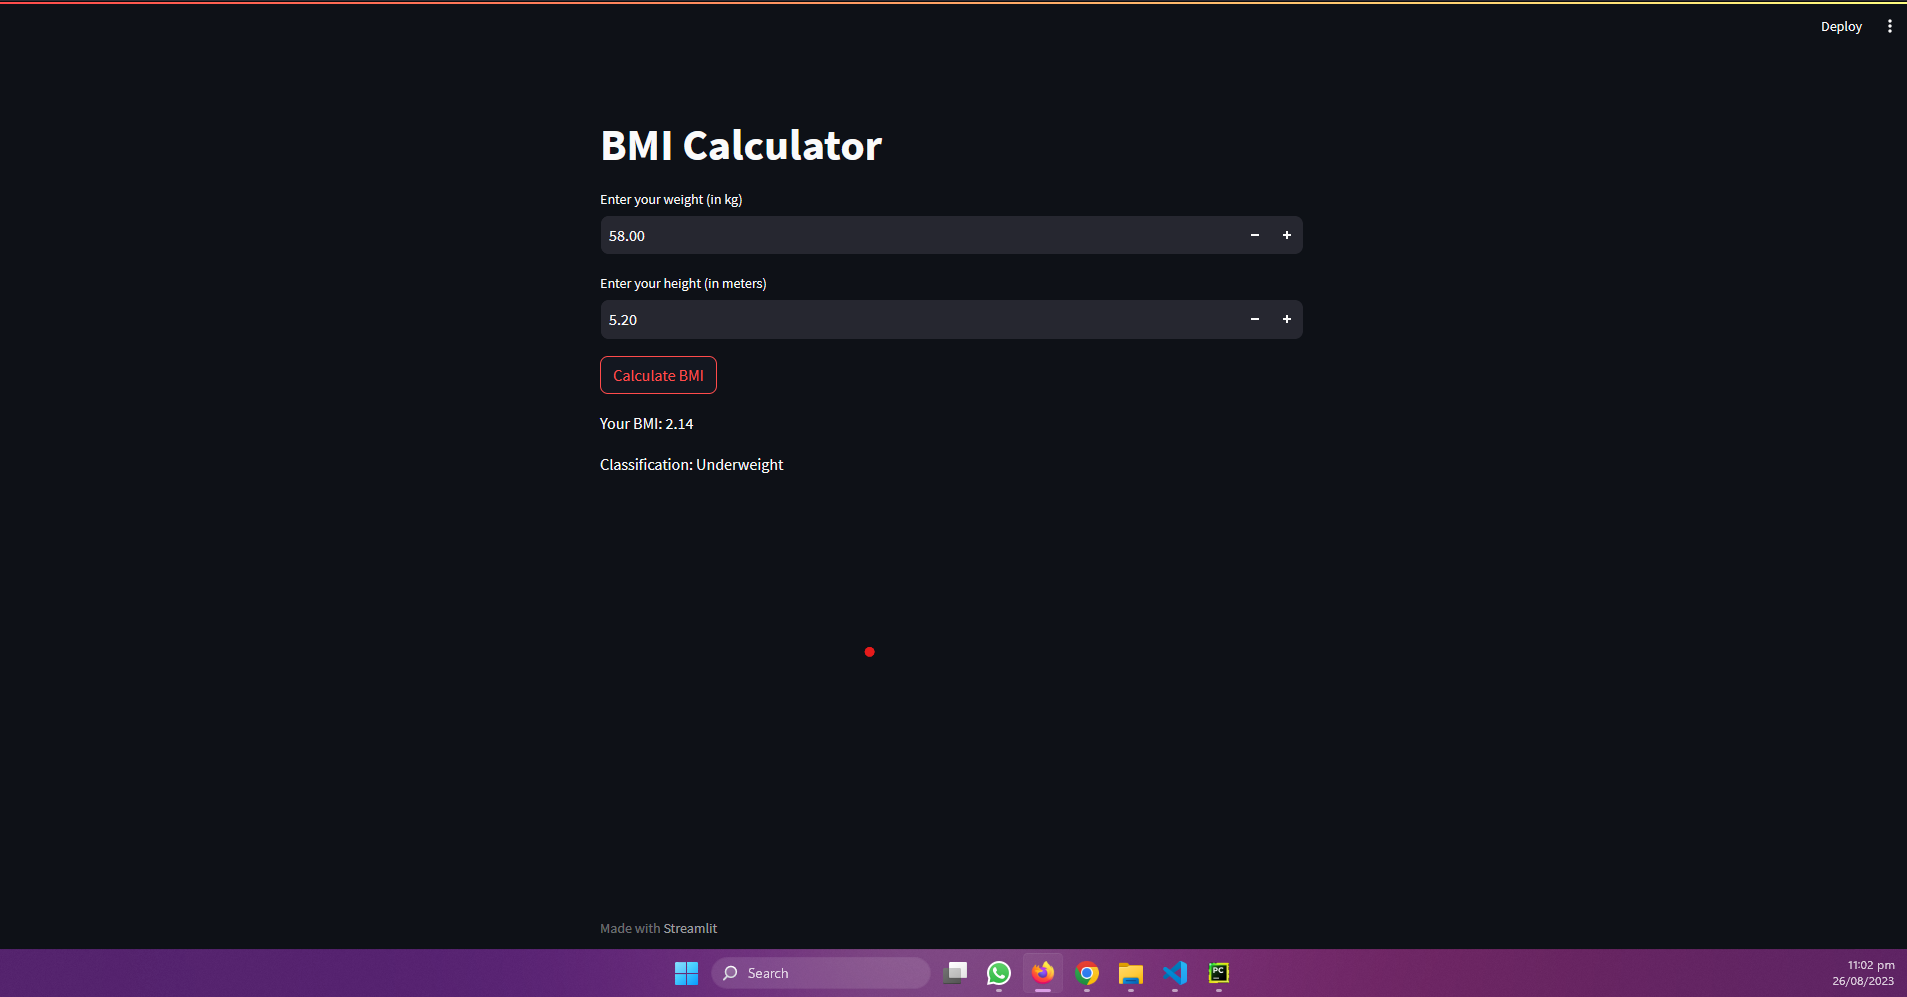 Deploy
BMI Calculator
Enter your weight (in kg)
58.00
Enter your height (in meters)
5.20
Calculate BMI
Your BMI: 2.14
Classification: Underweight
Made with Streamlit
Search
PC
11:02 pm
26/08/2023